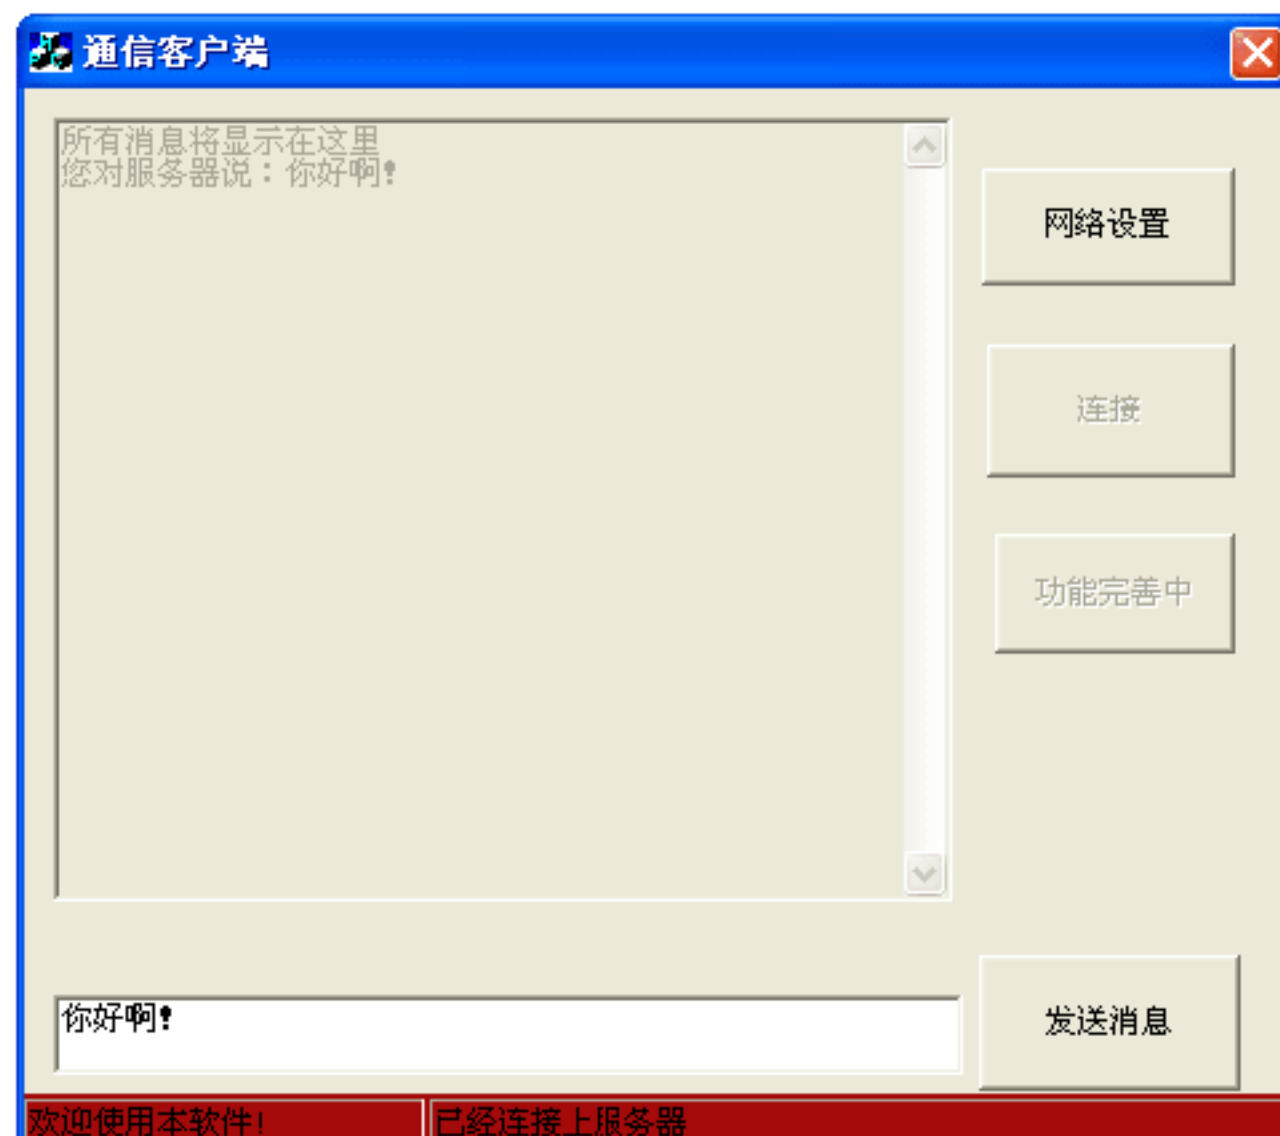 通信客户端
所有消息将显示在这里
您对服务器说：你好啊！
网络设置
连接
功能完善中
你好啊！
发送消息
欢迎使用本软件！
已经连接上服务器